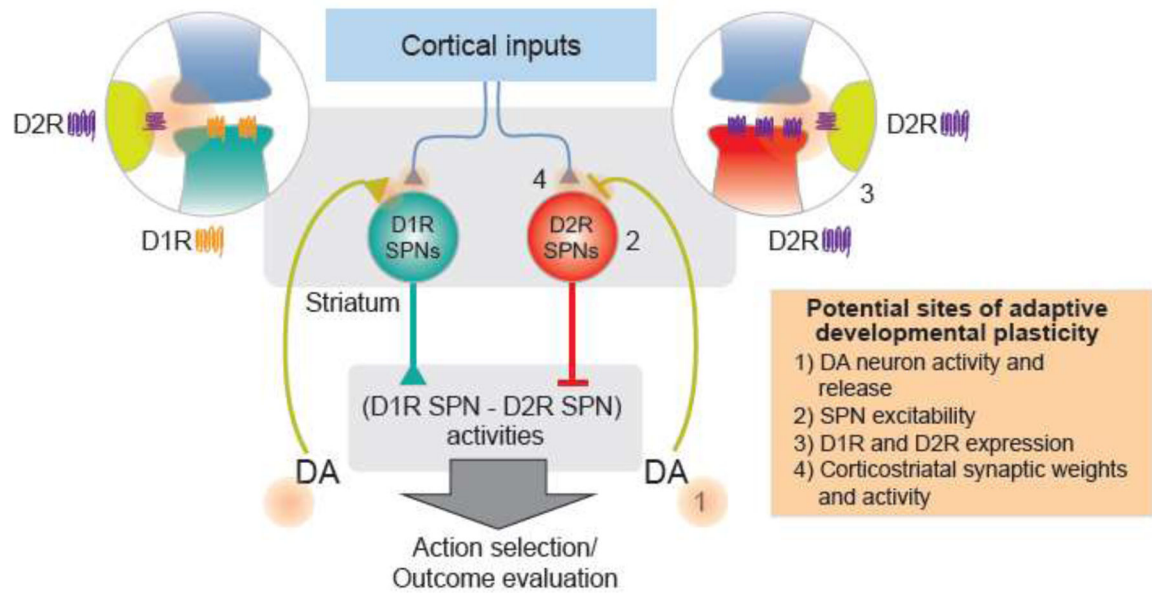 Cortical inputs
D2R
D1R
D2R
3
D2R
4
D1R
SPNs
D2R
SPNs
2
Striatum
(D1R SPN - D2R SPN)
activities
DA
DA
1
Action selection/
Outcome evaluation
Potential sites of adaptive
developmental plasticity
1) DA neuron activity and
release
2) SPN excitability
3) D1R and D2R expression
4) Corticostriatal synaptic weights
and activity